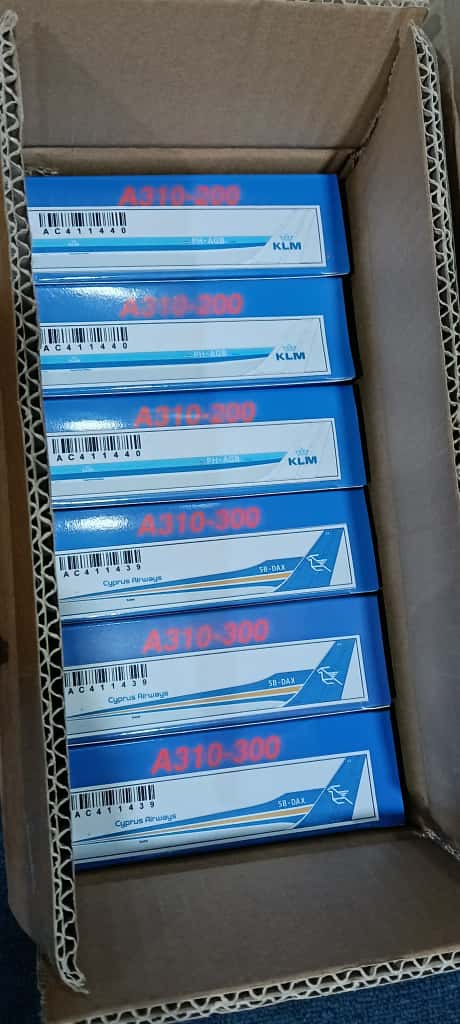 A310-200
AC411440
PH-AGB
KLM
A310-200
AC411440
PH-AGB
KLM
A310-200
AC411440
PH-AGB
KLM
A310-300
AC411439
Cyprus Airways
5B-DAX
A310-300
AC411439
Cyprus Airways
5B-DAX
A310-300
AC411439
Cyprus Airways
5B-DAX